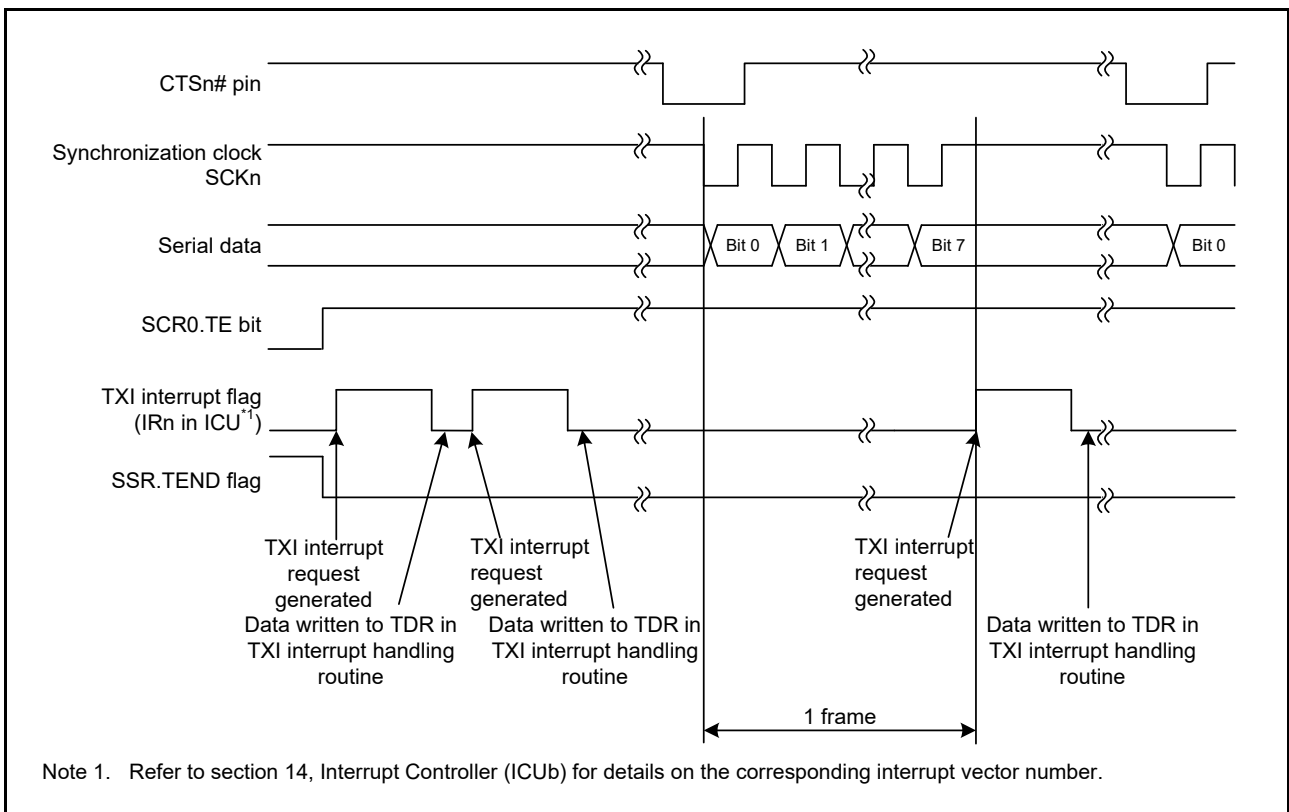 CTSn# pin
Synchronization clock
SCKn
Serial data
Bit 0
Bit 1
Bit 7
Bit 0
SCR0.TE bit
TXI interrupt flag
(IRn in ICU*1)
SSR.TEND flag
TXI interrupt
request
generated
TXI interrupt
request
generated
TXI interrupt
request
generated
Data written to TDR in
TXI interrupt handling
routine
Data written to TDR in
TXI interrupt handling
routine
Data written to TDR in
TXI interrupt handling
routine
1 frame
Note 1. Refer to section 14, Interrupt Controller (ICUb) for details on the corresponding interrupt vector number.